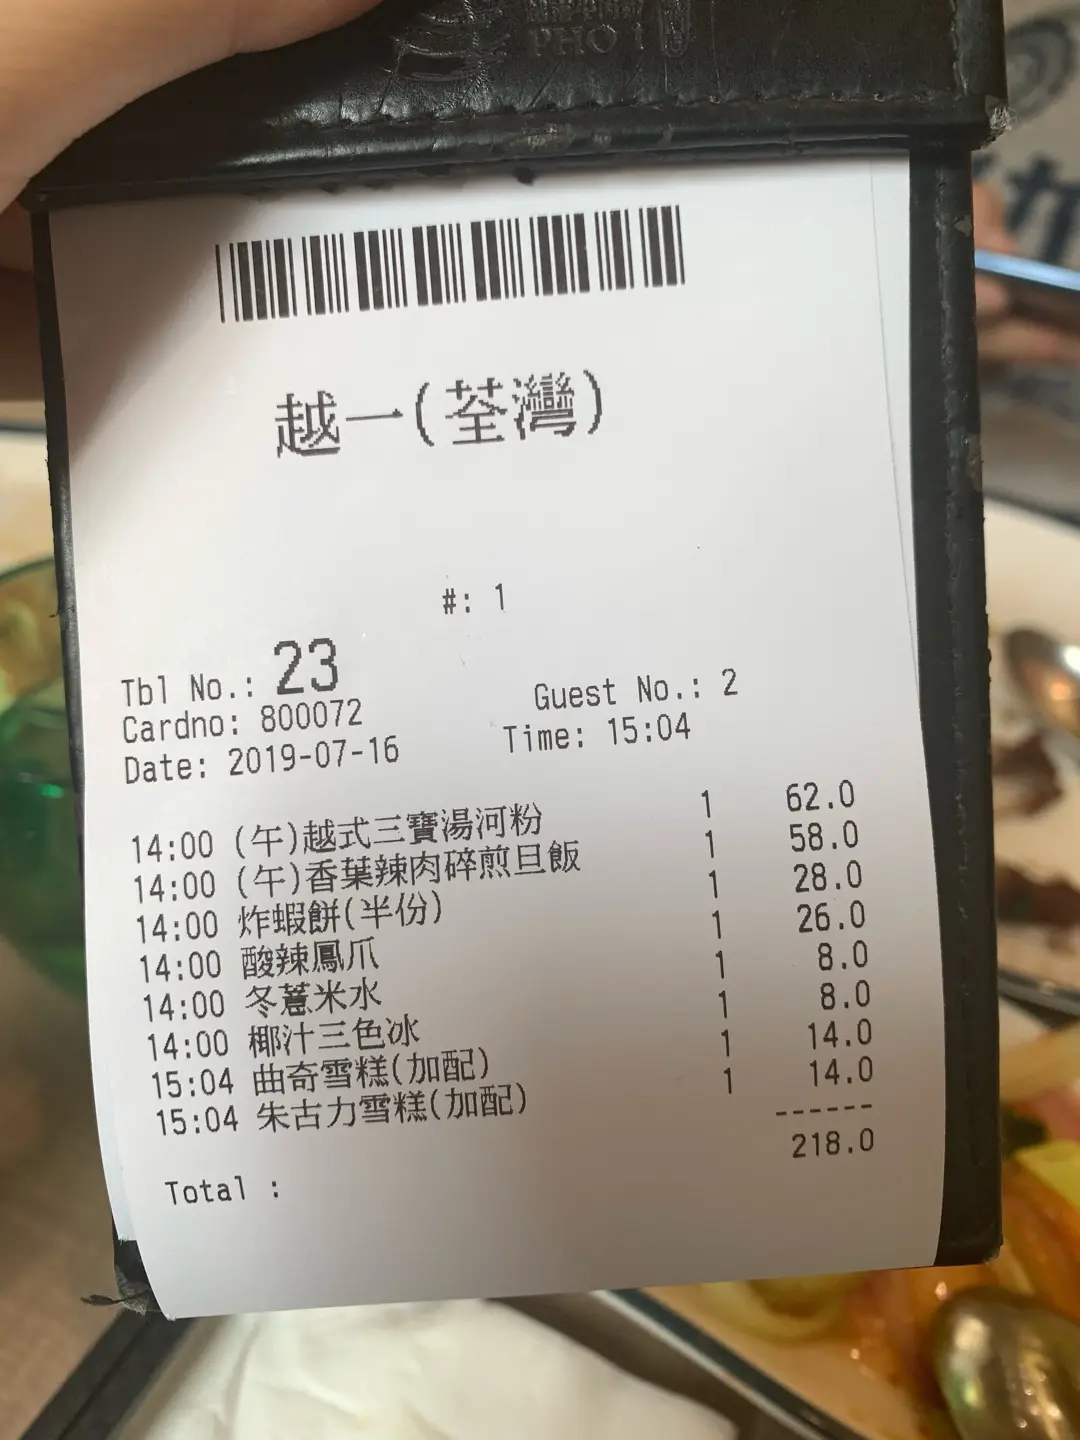 PHO 1
越一(荃灣)
#: 1
Tbl No.: 23
Guest No.: 2
Cardno: 800072
Date: 2019-07-16 Time: 15:04
14:00 (午)越式三寶湯河粉 1 62.0
14:00 (午)香葉辣肉碎煎旦飯 1 58.0
14:00 炸蝦餅(半份) 1 28.0
14:00 酸辣鳳爪 1 26.0
14:00 冬薏米水 1 8.0
14:00 椰汁三色冰 1 8.0
15:04 曲奇雪糕(加配) 1 14.0
15:04 朱古力雪糕(加配) 1 14.0
------
Total : 218.0